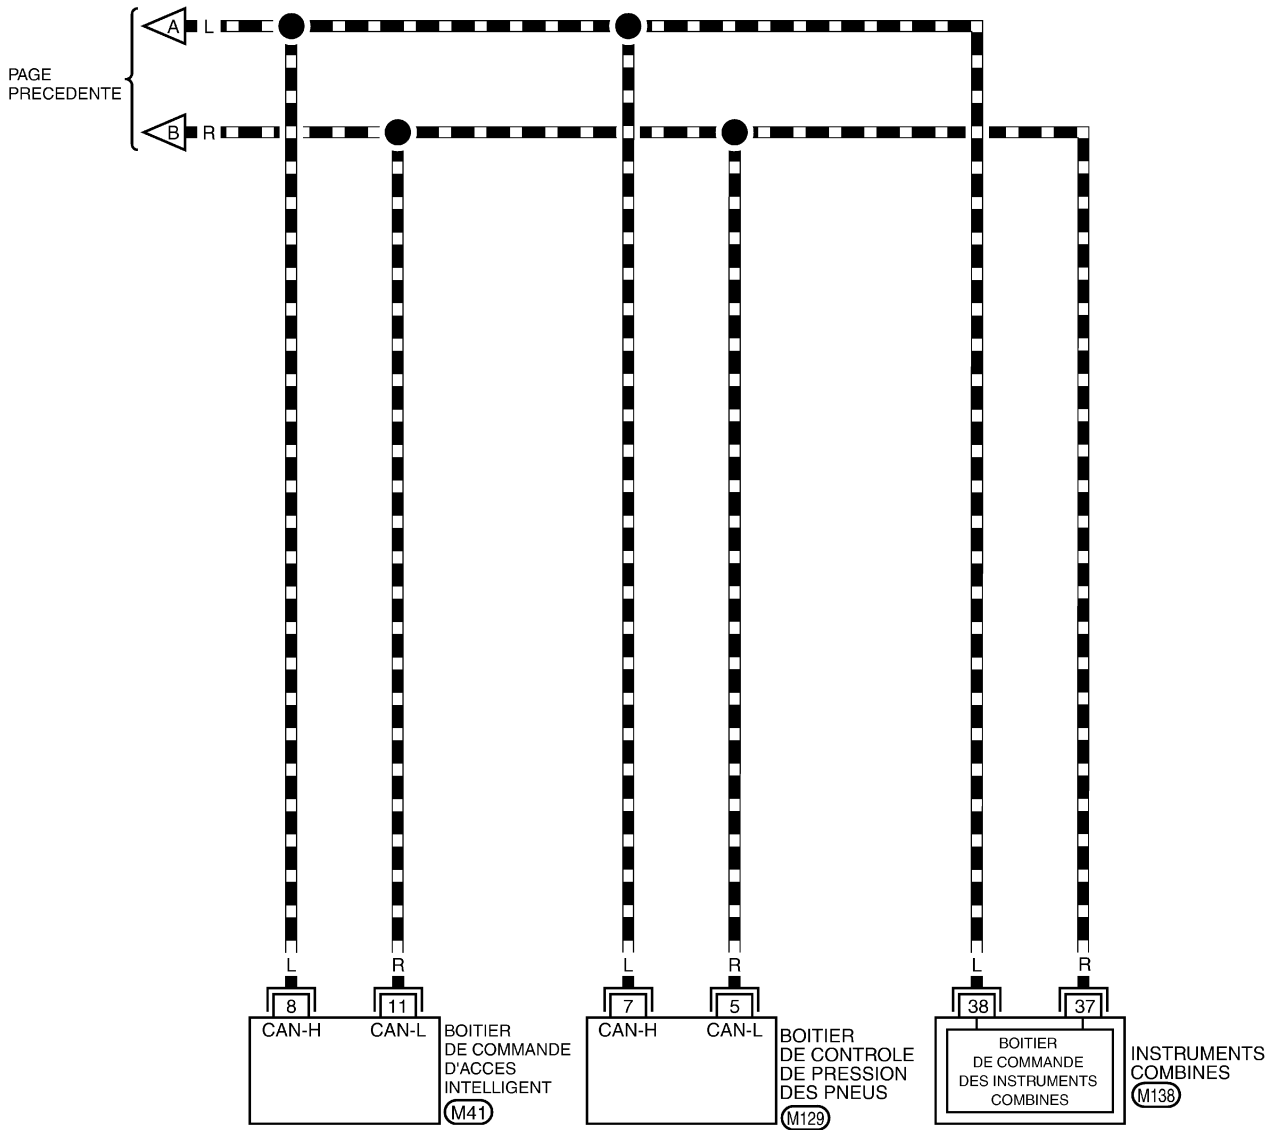 A L
PAGE
PRECEDENTE
B R
L R L R L R
8 11 7 5 38 37
CAN-H CAN-L
BOITIER
DE COMMANDE
D'ACCES
INTELLIGENT
M41
CAN-H CAN-L
BOITIER
DE CONTROLE
DE PRESSION
DES PNEUS
M129
BOITIER
DE COMMANDE
DES INSTRUMENTS
COMBINES
INSTRUMENTS
COMBINES
M138